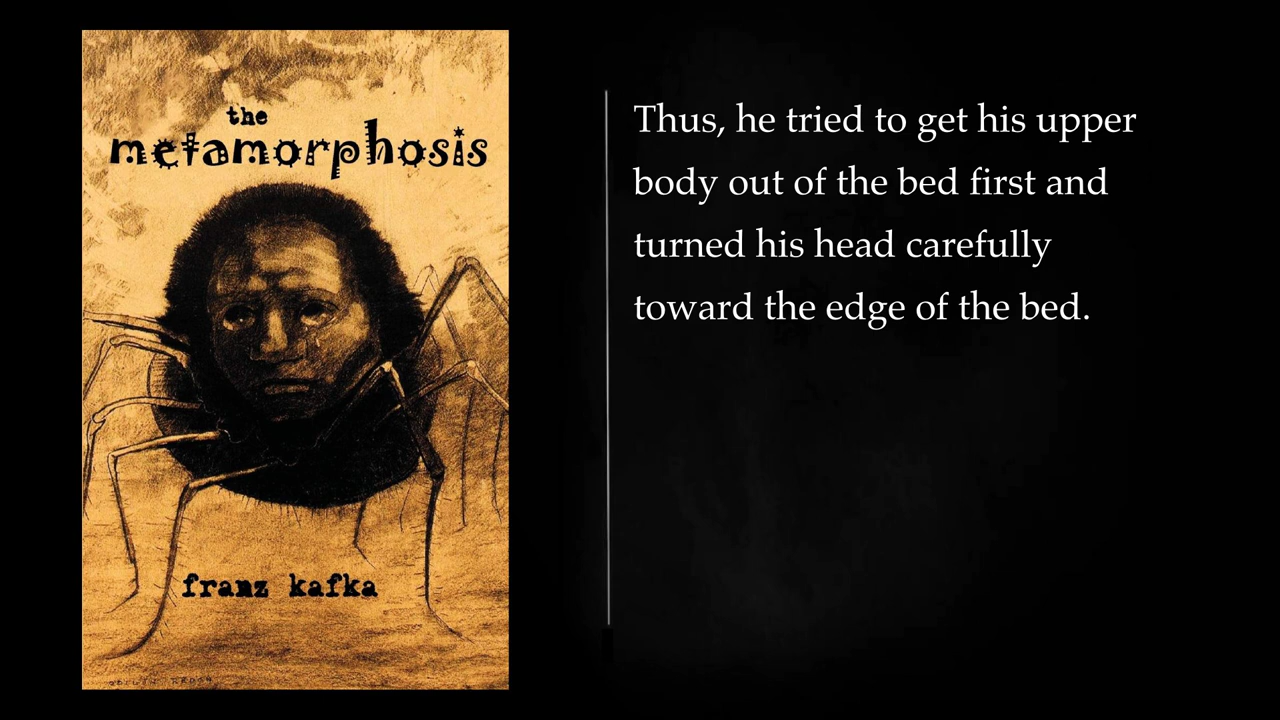 the
metamorphosis
franz kafka
Thus, he tried to get his upper
body out of the bed first and
turned his head carefully
toward the edge of the bed.